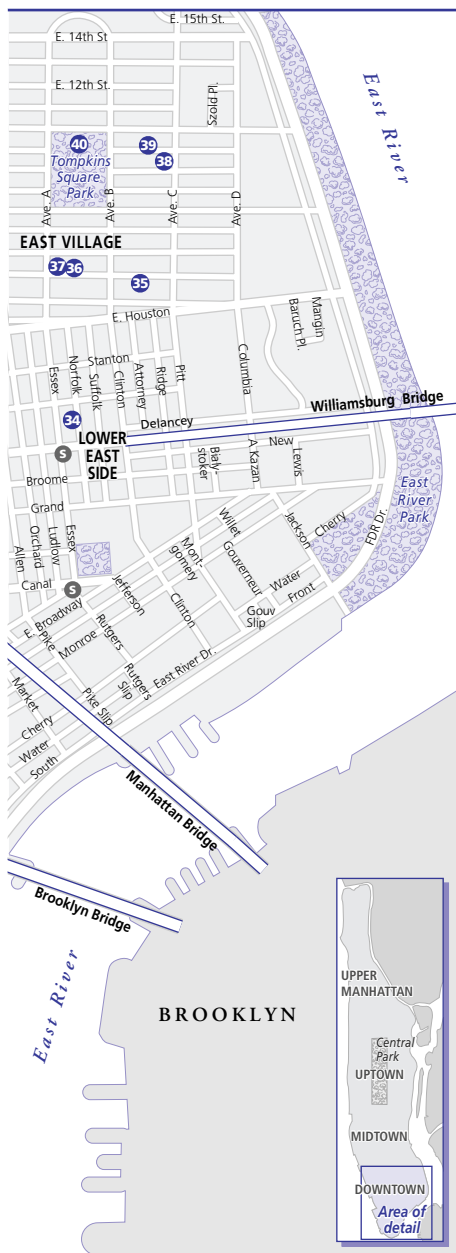 E. 15th St.
E. 14th St
E. 12th St.
Szold Pl.
East River
40
Tompkins
Square
Park
39
38
Ave. A
Ave. B
Ave. C
Ave. D
EAST VILLAGE
37
36
35
E. Houston
Mangin
Baruch Pl.
Stanton
Essex
Norfolk
Suffolk
Clinton
Attorney
Ridge
Pitt
Columbia
Williamsburg Bridge
34
Delancey
LOWER
EAST
SIDE
S
New
Lewis
A. Kazan
Bialy-
stoker
Broome
Grand
East
River
Park
Willet
Jackson
Cherry
FDR Dr.
Allen
Orchard
Ludlow
Essex
Mont-
gomery
Gouverneur
Water
Front
Canal
S
Jefferson
Clinton
Gouv
Slip
E. Broadway
Pike
Monroe
Rutgers
Rutgers
Slip
East River Dr.
Market
Pike Slip
Cherry
Water
South
Manhattan Bridge
Brooklyn Bridge
East River
BROOKLYN
UPPER
MANHATTAN
Central
Park
UPTOWN
MIDTOWN
DOWNTOWN
Area of
detail